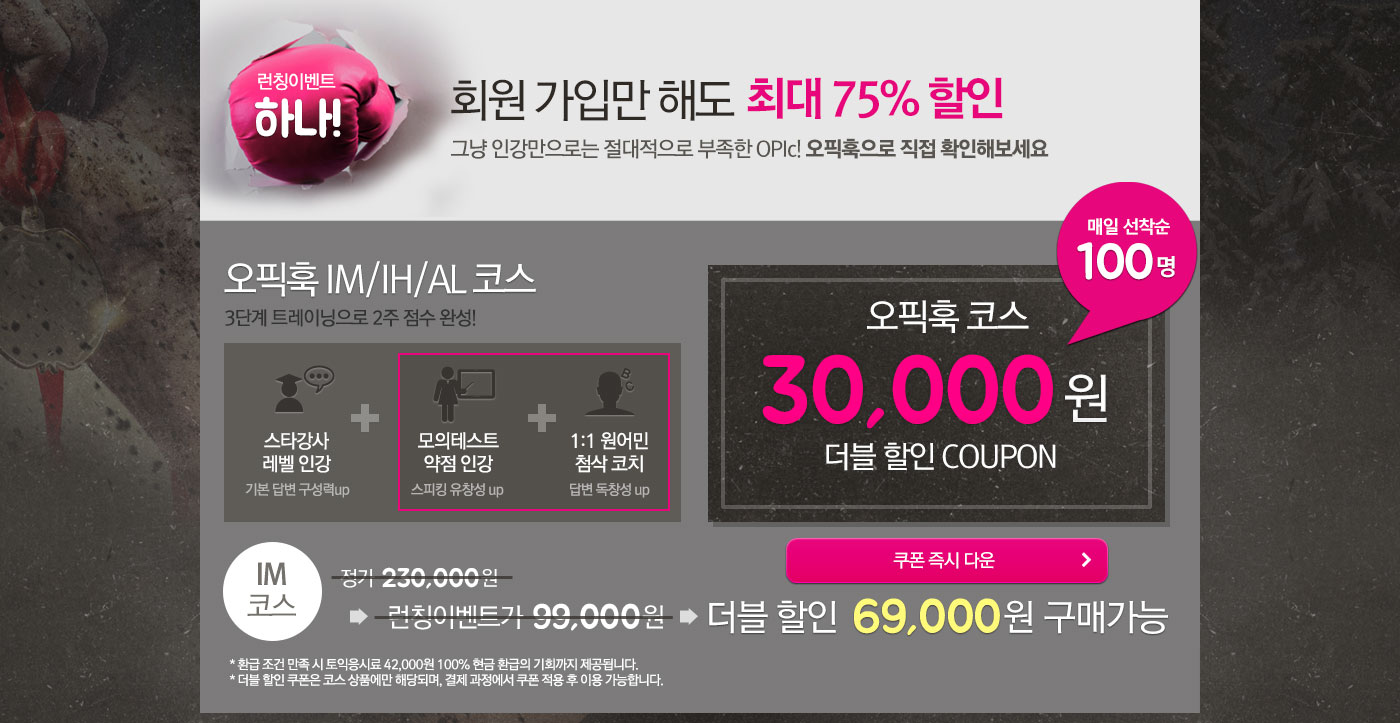 런칭이벤트
하나!
회원 가입만 해도 최대 75% 할인
그냥 인강만으로는 절대적으로 부족한 OPIc! 오픽훅으로 직접 확인해보세요
매일 선착순
100명
오픽훅 IM/IH/AL 코스
3단계 트레이닝으로 2주 점수 완성!
스타강사
레벨 인강
기본 답변 구성력up
모의테스트
약점 인강
스피킹 유창성 up
B
C
1:1 원어민
첨삭 코치
답변 독창성 up
오픽훅 코스
30,000원
더블 할인 COUPON
쿠폰 즉시 다운
IM
코스
정가 230,000원
런칭이벤트가 99,000원
더블 할인 69,000원 구매가능
* 환급 조건 만족 시 토익응시료 42,000원 100% 현금 환급의 기회까지 제공됩니다.
* 더블 할인 쿠폰은 코스 상품에만 해당되며, 결제 과정에서 쿠폰 적용 후 이용 가능합니다.